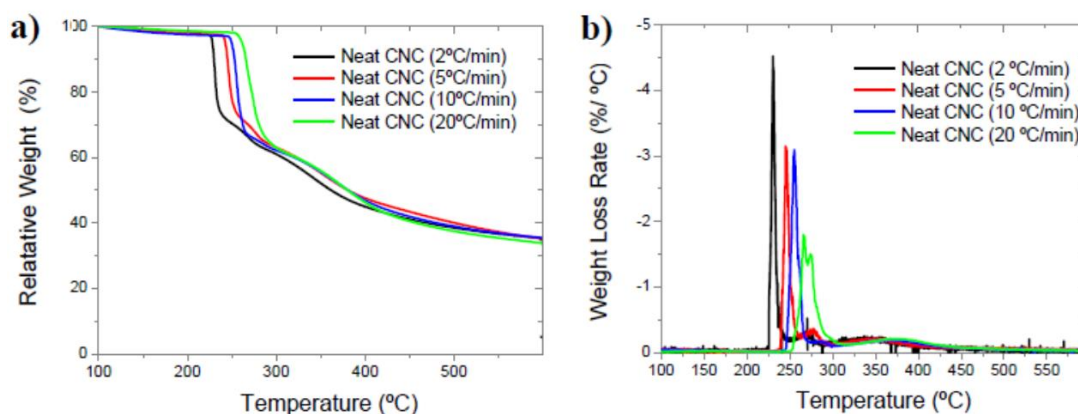 a)
Relatative Weight (%)
100
80
60
40
20
0
100
200
300
400
500
Temperature (ºC)
Neat CNC (2ºC/min)
Neat CNC (5ºC/min)
Neat CNC (10ºC/min)
Neat CNC (20ºC/min)
b)
Weight Loss Rate (%/ ºC)
-5
-4
-3
-2
-1
0
100 150 200 250 300 350 400 450 500 550
Temperature (ºC)
Neat CNC (2 ºC/min)
Neat CNC (5 ºC/min)
Neat CNC (10 ºC/min)
Neat CNC (20 ºC/min)